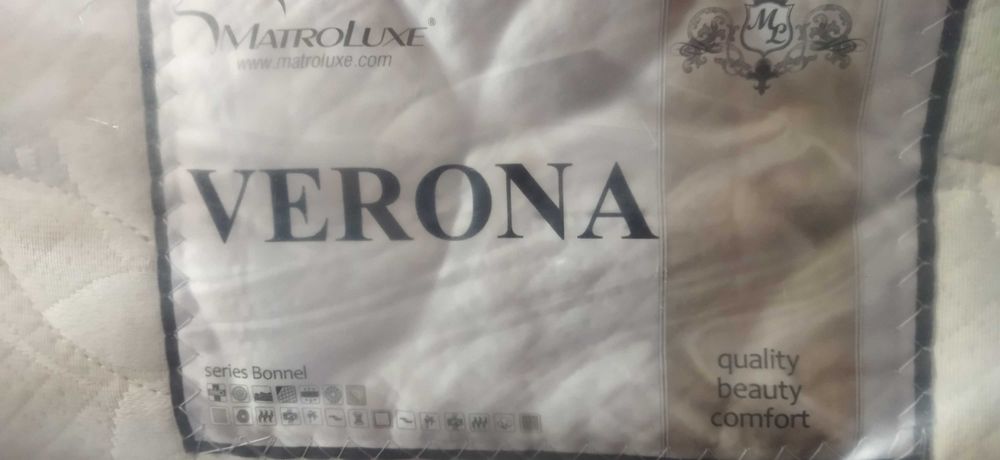 MATROLUXE®
www.matroluxe.com
ML
VERONA
series Bonnel
quality
beauty
comfort